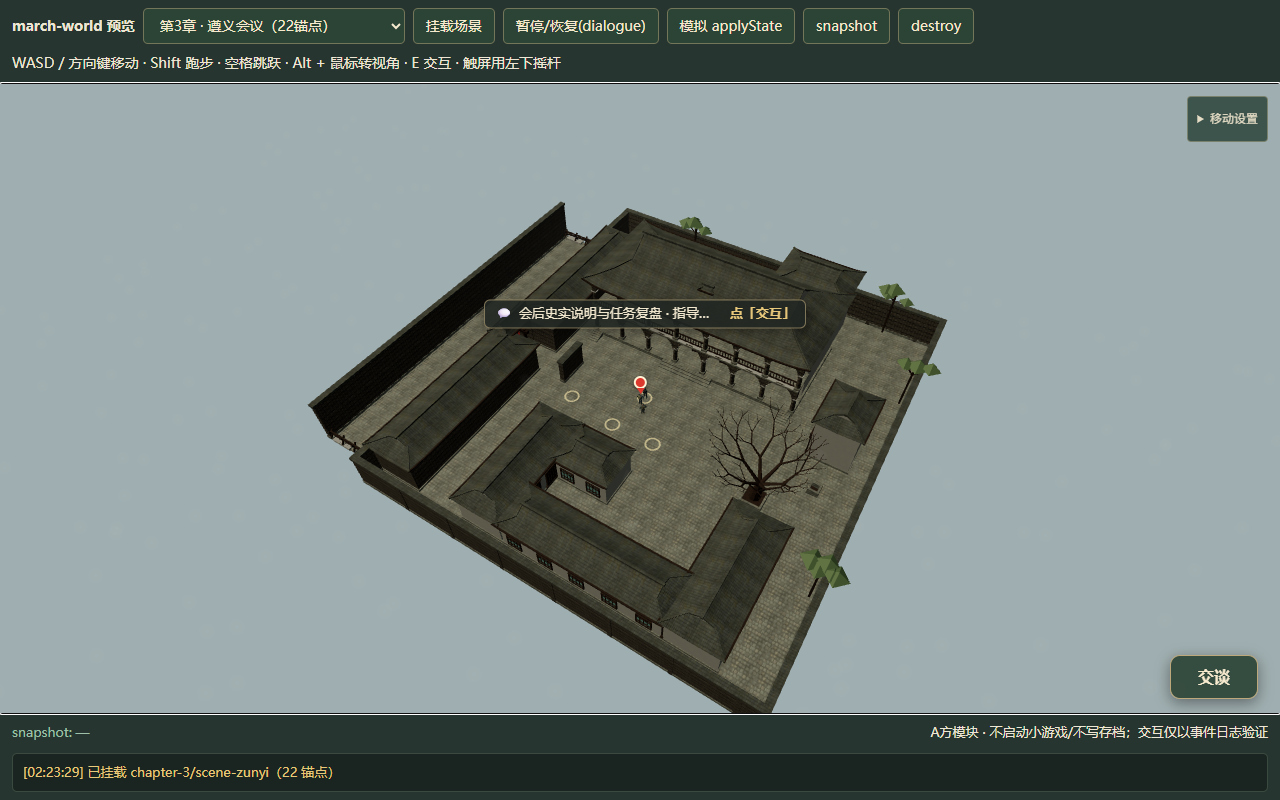 march-world 预览
第3章 · 遵义会议（22锚点）
挂载场景
暂停/恢复(dialogue)
模拟 applyState
snapshot
destroy
WASD / 方向键移动 · Shift 跑步 · 空格跳跃 · Alt + 鼠标转视角 · E 交互 · 触屏用左下摇杆
移动设置
会后史实说明与任务复盘 · 指导... 点「交互」
交谈
snapshot: —
A方模块 · 不启动小游戏/不写存档；交互仅以事件日志验证
[02:23:29] 已挂载 chapter-3/scene-zunyi（22 锚点）